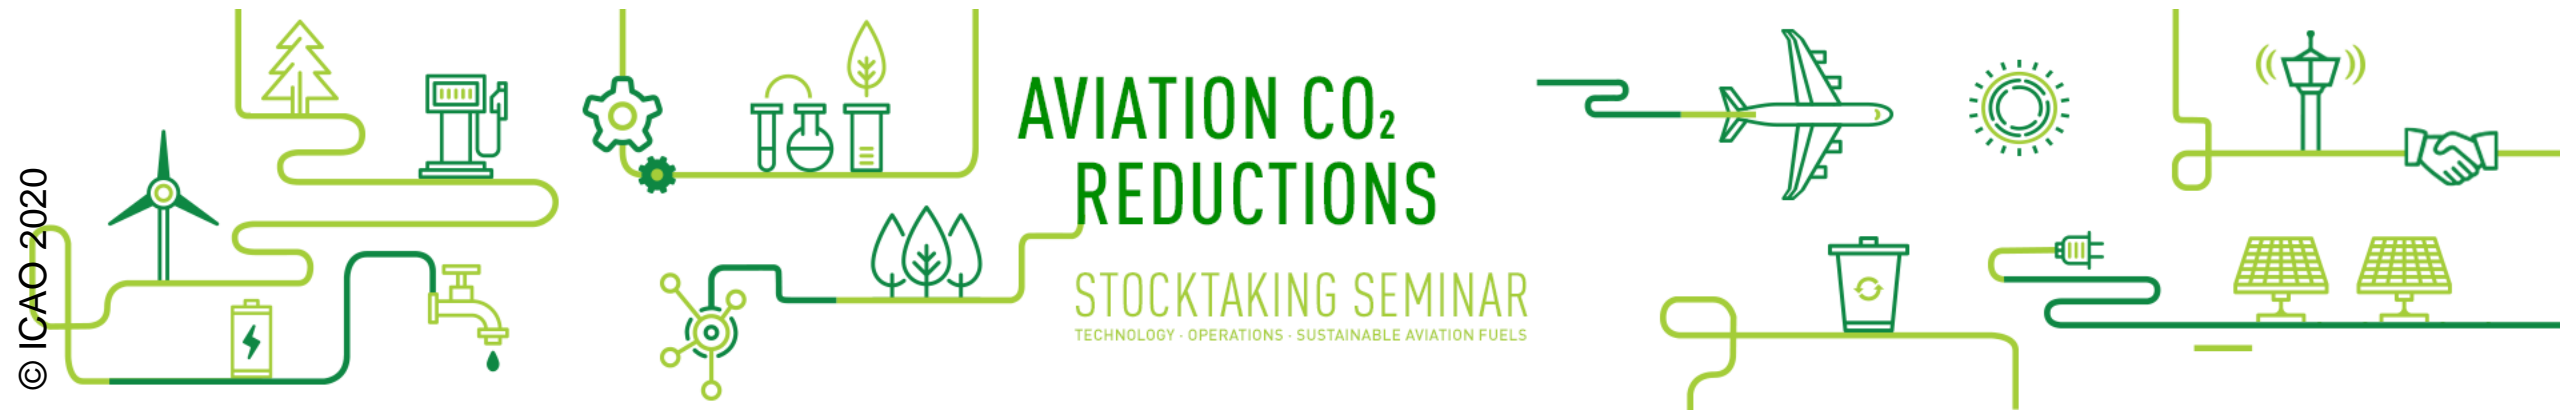 © ICAO 2020
AVIATION CO₂
REDUCTIONS
STOCKTAKING SEMINAR
TECHNOLOGY · OPERATIONS · SUSTAINABLE AVIATION FUELS